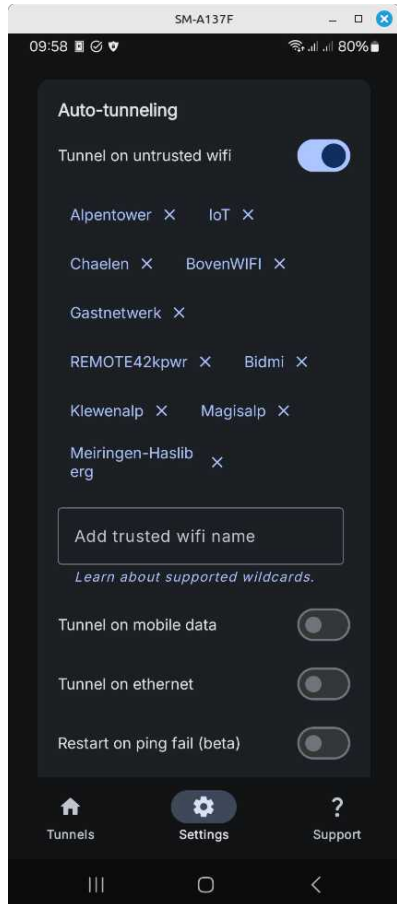 SM-A137F
09:58 80%
Auto-tunneling
Tunnel on untrusted wifi
Alpentower × IoT ×
Chaelen × BovenWIFI ×
Gastnetwerk ×
REMOTE42kpwr × Bidmi ×
Klewenalp × Magisalp ×
Meiringen-Haslib
erg ×
Add trusted wifi name
Learn about supported wildcards.
Tunnel on mobile data
Tunnel on ethernet
Restart on ping fail (beta)
Tunnels Settings Support